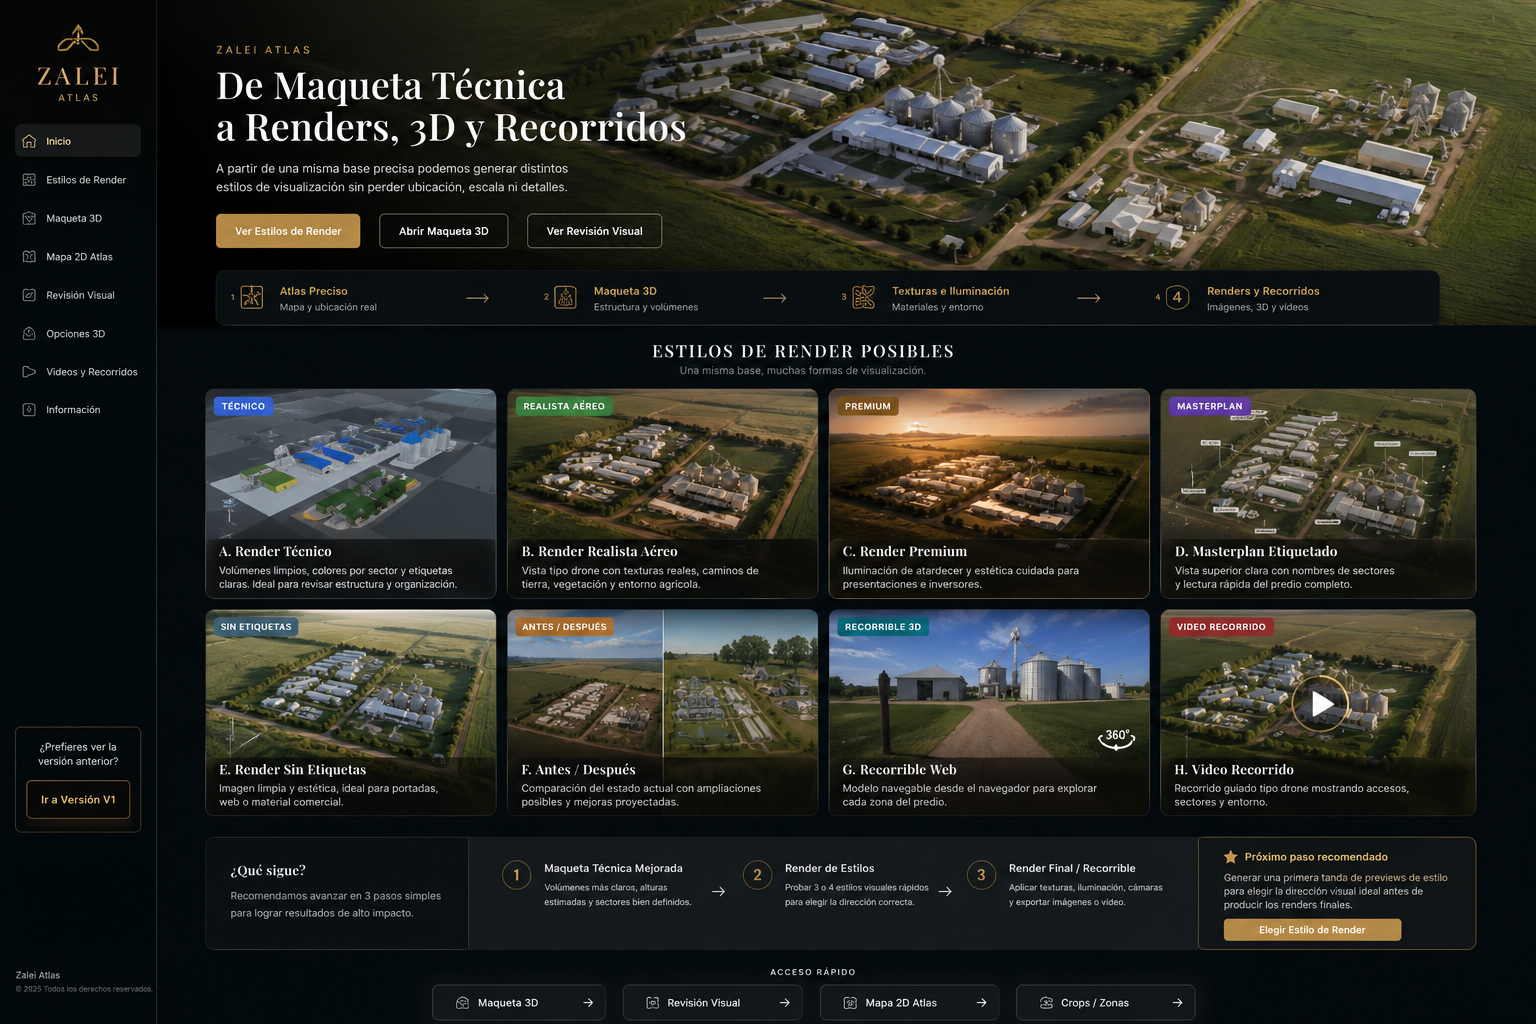 ZALEI
ATLAS
Inicio
Estilos de Render
Maqueta 3D
Mapa 2D Atlas
Revisión Visual
Opciones 3D
Videos y Recorridos
Información
¿Prefieres ver la
versión anterior?
Ir a Versión V1
Zalei Atlas
© 2025 Todos los derechos reservados.
ZALEI ATLAS
De Maqueta Técnica
a Renders, 3D y Recorridos
A partir de una misma base precisa podemos generar distintos
estilos de visualización sin perder ubicación, escala ni detalles.
Ver Estilos de Render
Abrir Maqueta 3D
Ver Revisión Visual
1
Atlas Preciso
Mapa y ubicación real
2
Maqueta 3D
Estructura y volúmenes
3
Texturas e Iluminación
Materiales y entorno
4
4
Renders y Recorridos
Imágenes, 3D y videos
ESTILOS DE RENDER POSIBLES
Una misma base, muchas formas de visualización.
TÉCNICO
A. Render Técnico
Volúmenes limpios, colores por sector y etiquetas
claras. Ideal para revisar estructura y organización.
REALISTA AÉREO
B. Render Realista Aéreo
Vista tipo drone con texturas reales, caminos de
tierra, vegetación y entorno agrícola.
PREMIUM
C. Render Premium
Iluminación de atardecer y estética cuidada para
presentaciones e inversores.
MASTERPLAN
D. Masterplan Etiquetado
Vista superior clara con nombres de sectores
y lectura rápida del predio completo.
SIN ETIQUETAS
E. Render Sin Etiquetas
Imagen limpia y estética, ideal para portadas,
web o material comercial.
ANTES / DESPUÉS
F. Antes / Después
Comparación del estado actual con ampliaciones
posibles y mejoras proyectadas.
RECORRIBLE 3D
360°
G. Recorrible Web
Modelo navegable desde el navegador para explorar
cada zona del predio.
VIDEO RECORRIDO
H. Video Recorrido
Recorrido guiado tipo drone mostrando accesos,
sectores y entorno.
¿Qué sigue?
Recomendamos avanzar en 3 pasos simples
para lograr resultados de alto impacto.
1
Maqueta Técnica Mejorada
Volúmenes más claros, alturas
estimadas y sectores bien definidos.
2
Render de Estilos
Probar 3 o 4 estilos visuales rápidos
para elegir la dirección correcta.
3
Render Final / Recorrible
Aplicar texturas, iluminación, cámaras
y exportar imágenes o video.
Próximo paso recomendado
Generar una primera tanda de previews de estilo
para elegir la dirección visual ideal antes de
producir los renders finales.
Elegir Estilo de Render
ACCESO RÁPIDO
Maqueta 3D
Revisión Visual
Mapa 2D Atlas
Crops / Zonas